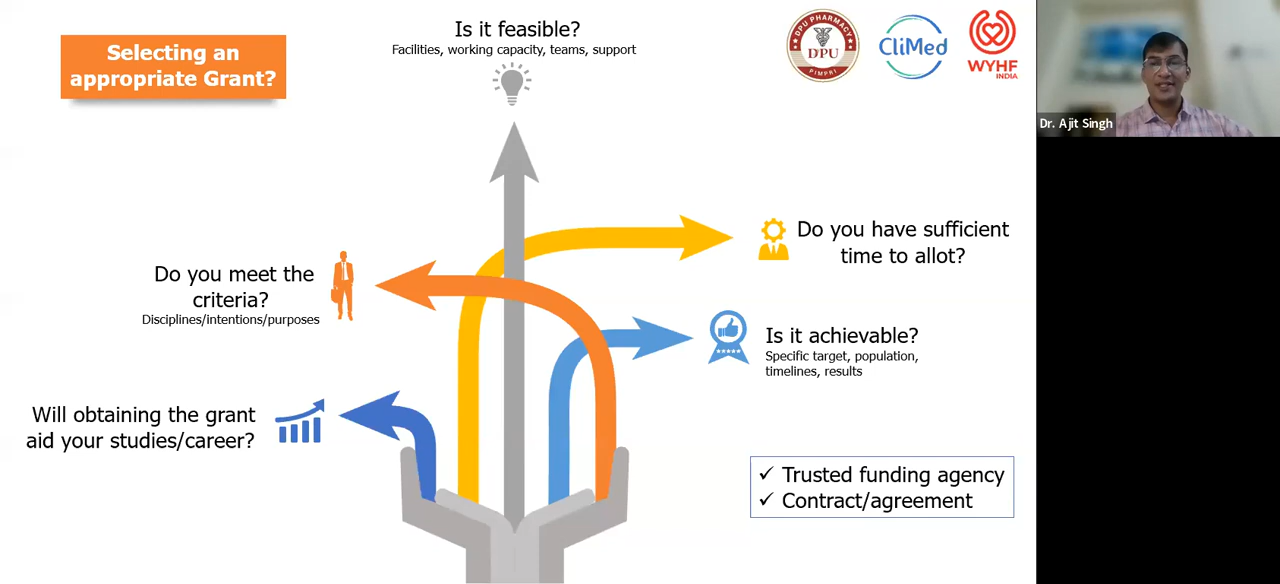 Selecting an
appropriate Grant?
Is it feasible?
Facilities, working capacity, teams, support
DPU PHARMACY
DPU
PIMPRI
CliMed
WYHF
INDIA
Dr. Ajit Singh
Do you have sufficient
time to allot?
Do you meet the
criteria?
Disciplines/intentions/purposes
Is it achievable?
Specific target, population,
timelines, results
Will obtaining the grant
aid your studies/career?
✓ Trusted funding agency
✓ Contract/agreement